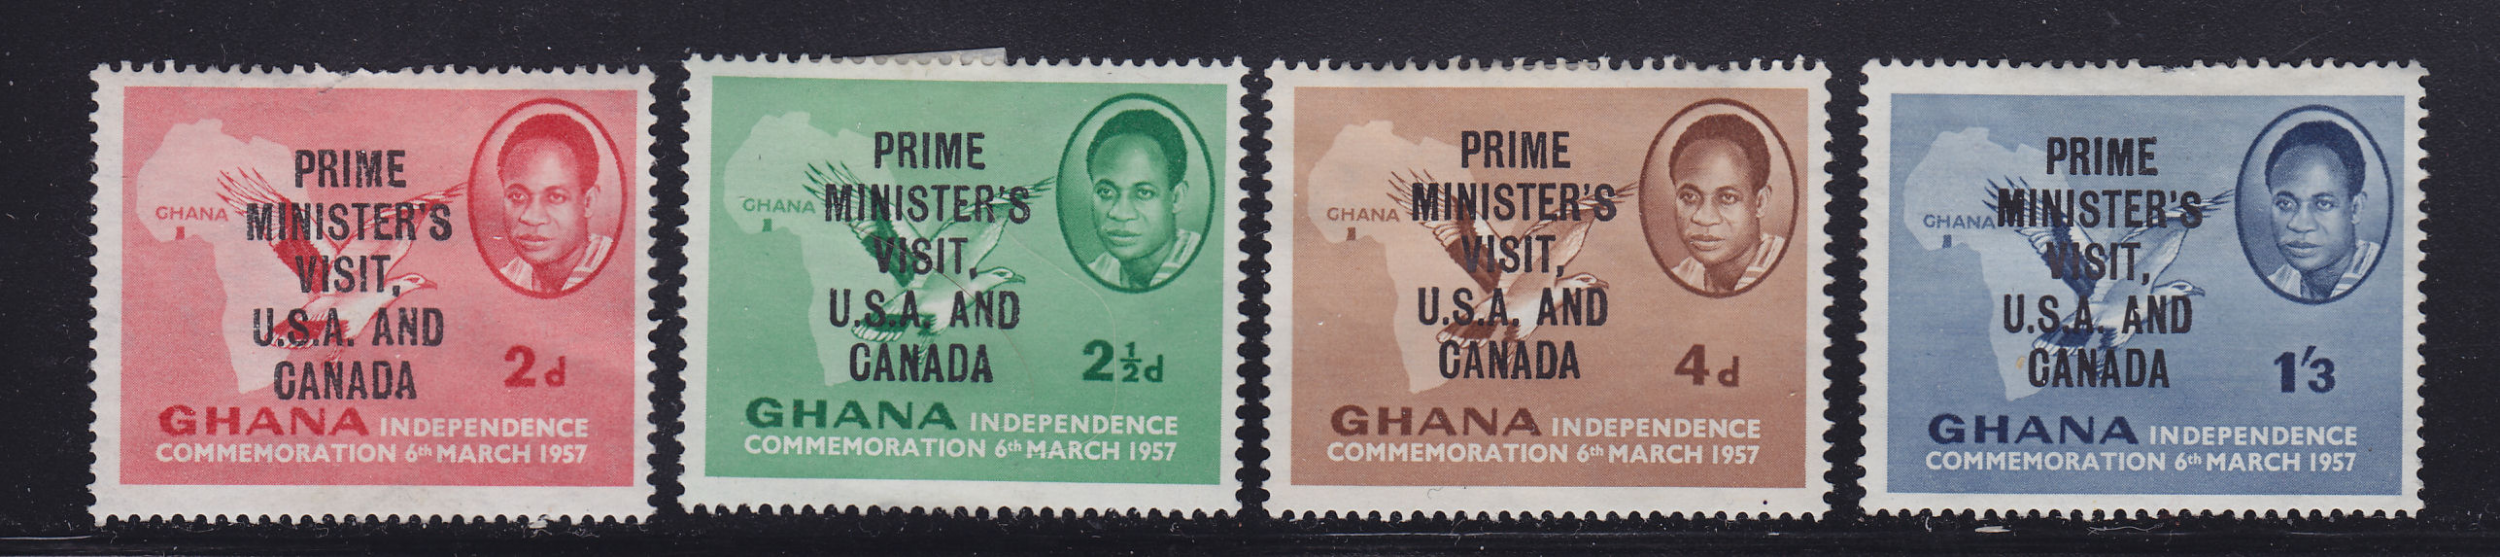 PRIME
MINISTER'S
VISIT,
U.S.A. AND
CANADA
GHANA
2d
GHANA INDEPENDENCE
COMMEMORATION 6th MARCH 1957
PRIME
MINISTER'S
VISIT,
U.S.A. AND
CANADA
GHANA
2½d
GHANA INDEPENDENCE
COMMEMORATION 6th MARCH 1957
PRIME
MINISTER'S
VISIT,
U.S.A. AND
CANADA
GHANA
4d
GHANA INDEPENDENCE
COMMEMORATION 6th MARCH 1957
PRIME
MINISTER'S
VISIT,
U.S.A. AND
CANADA
GHANA
1'3
GHANA INDEPENDENCE
COMMEMORATION 6th MARCH 1957